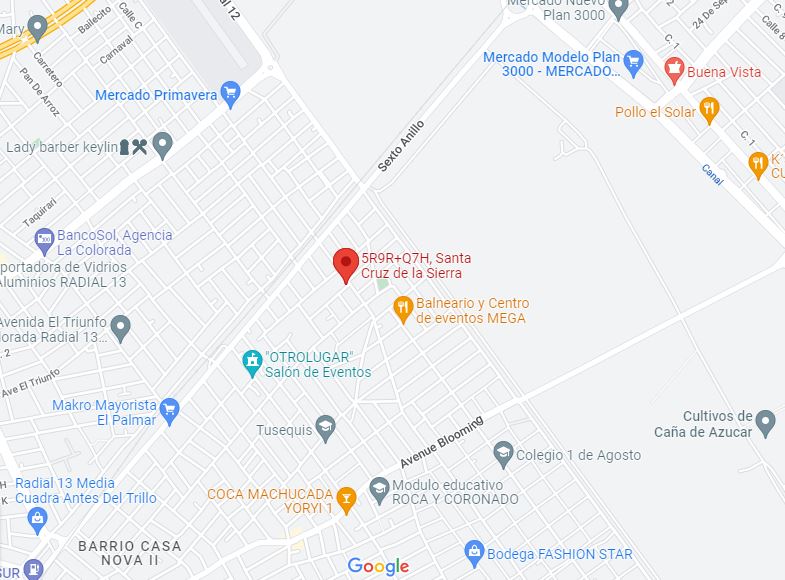 Mary
Ballecito
Calle C
al 12
Mercado Nuevo
Plan 3000
24 De Sep
C. 1
Calle 8
Carnaval
Carretero
Pan De Arroz
Mercado Modelo Plan
3000 - MERCADO...
Buena Vista
Mercado Primavera
Pollo el Solar
C. 1
Lady barber keylin
Sexto Anillo
Canal
K
CU
Taquirari
BancoSol, Agencia
La Colorada
5R9R+Q7H, Santa
Cruz de la Sierra
portadora de Vidrios
Aluminios RADIAL 13
Balneario y Centro
de eventos MEGA
Avenida El Triunfo
orada Radial 13...
. 2
"OTROLUGAR"
Salón de Eventos
Ave El Triunfo
Makro Mayorista
El Palmar
Tusequis
Avenue Blooming
Cultivos de
Caña de Azucar
Colegio 1 de Agosto
Radial 13 Media
Cuadra Antes Del Trillo
H
K
COCA MACHUCADA
YORYI 1
Modulo educativo
ROCA Y CORONADO
BARRIO CASA
NOVA II
Bodega FASHION STAR
SUR
Google